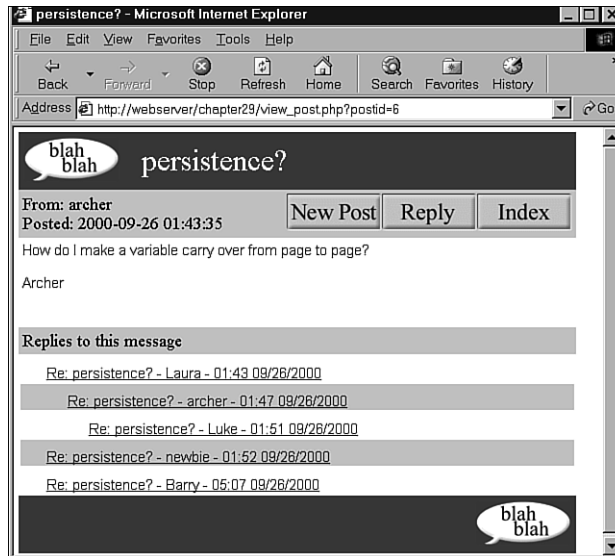 persistence? - Microsoft Internet Explorer
File Edit View Favorites Tools Help
Back Forward Stop Refresh Home Search Favorites History
Address http://webserver/chapter29/view_post.php?postid=6 Go
blah
blah
persistence?
From: archer
Posted: 2000-09-26 01:43:35
New Post Reply Index
How do I make a variable carry over from page to page?
Archer
Replies to this message
Re: persistence? - Laura - 01:43 09/26/2000
Re: persistence? - archer - 01:47 09/26/2000
Re: persistence? - Luke - 01:51 09/26/2000
Re: persistence? - newbie - 01:52 09/26/2000
Re: persistence? - Barry - 05:07 09/26/2000
blah
blah